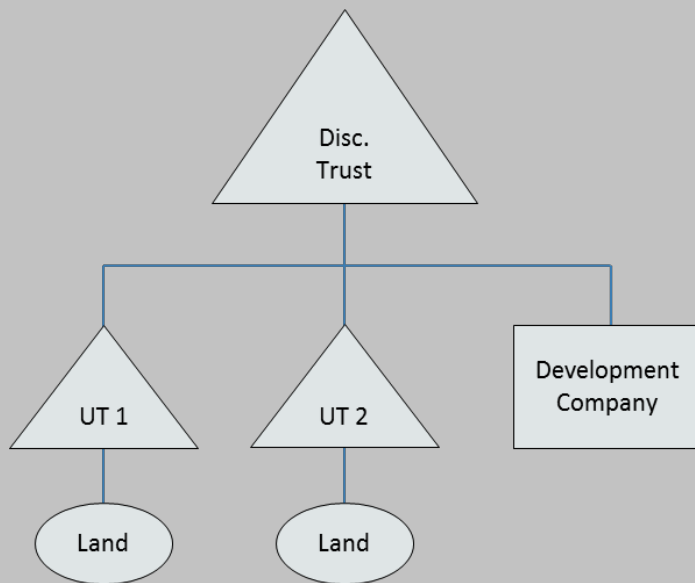 Disc.
Trust
UT 1
UT 2
Development
Company
Land
Land